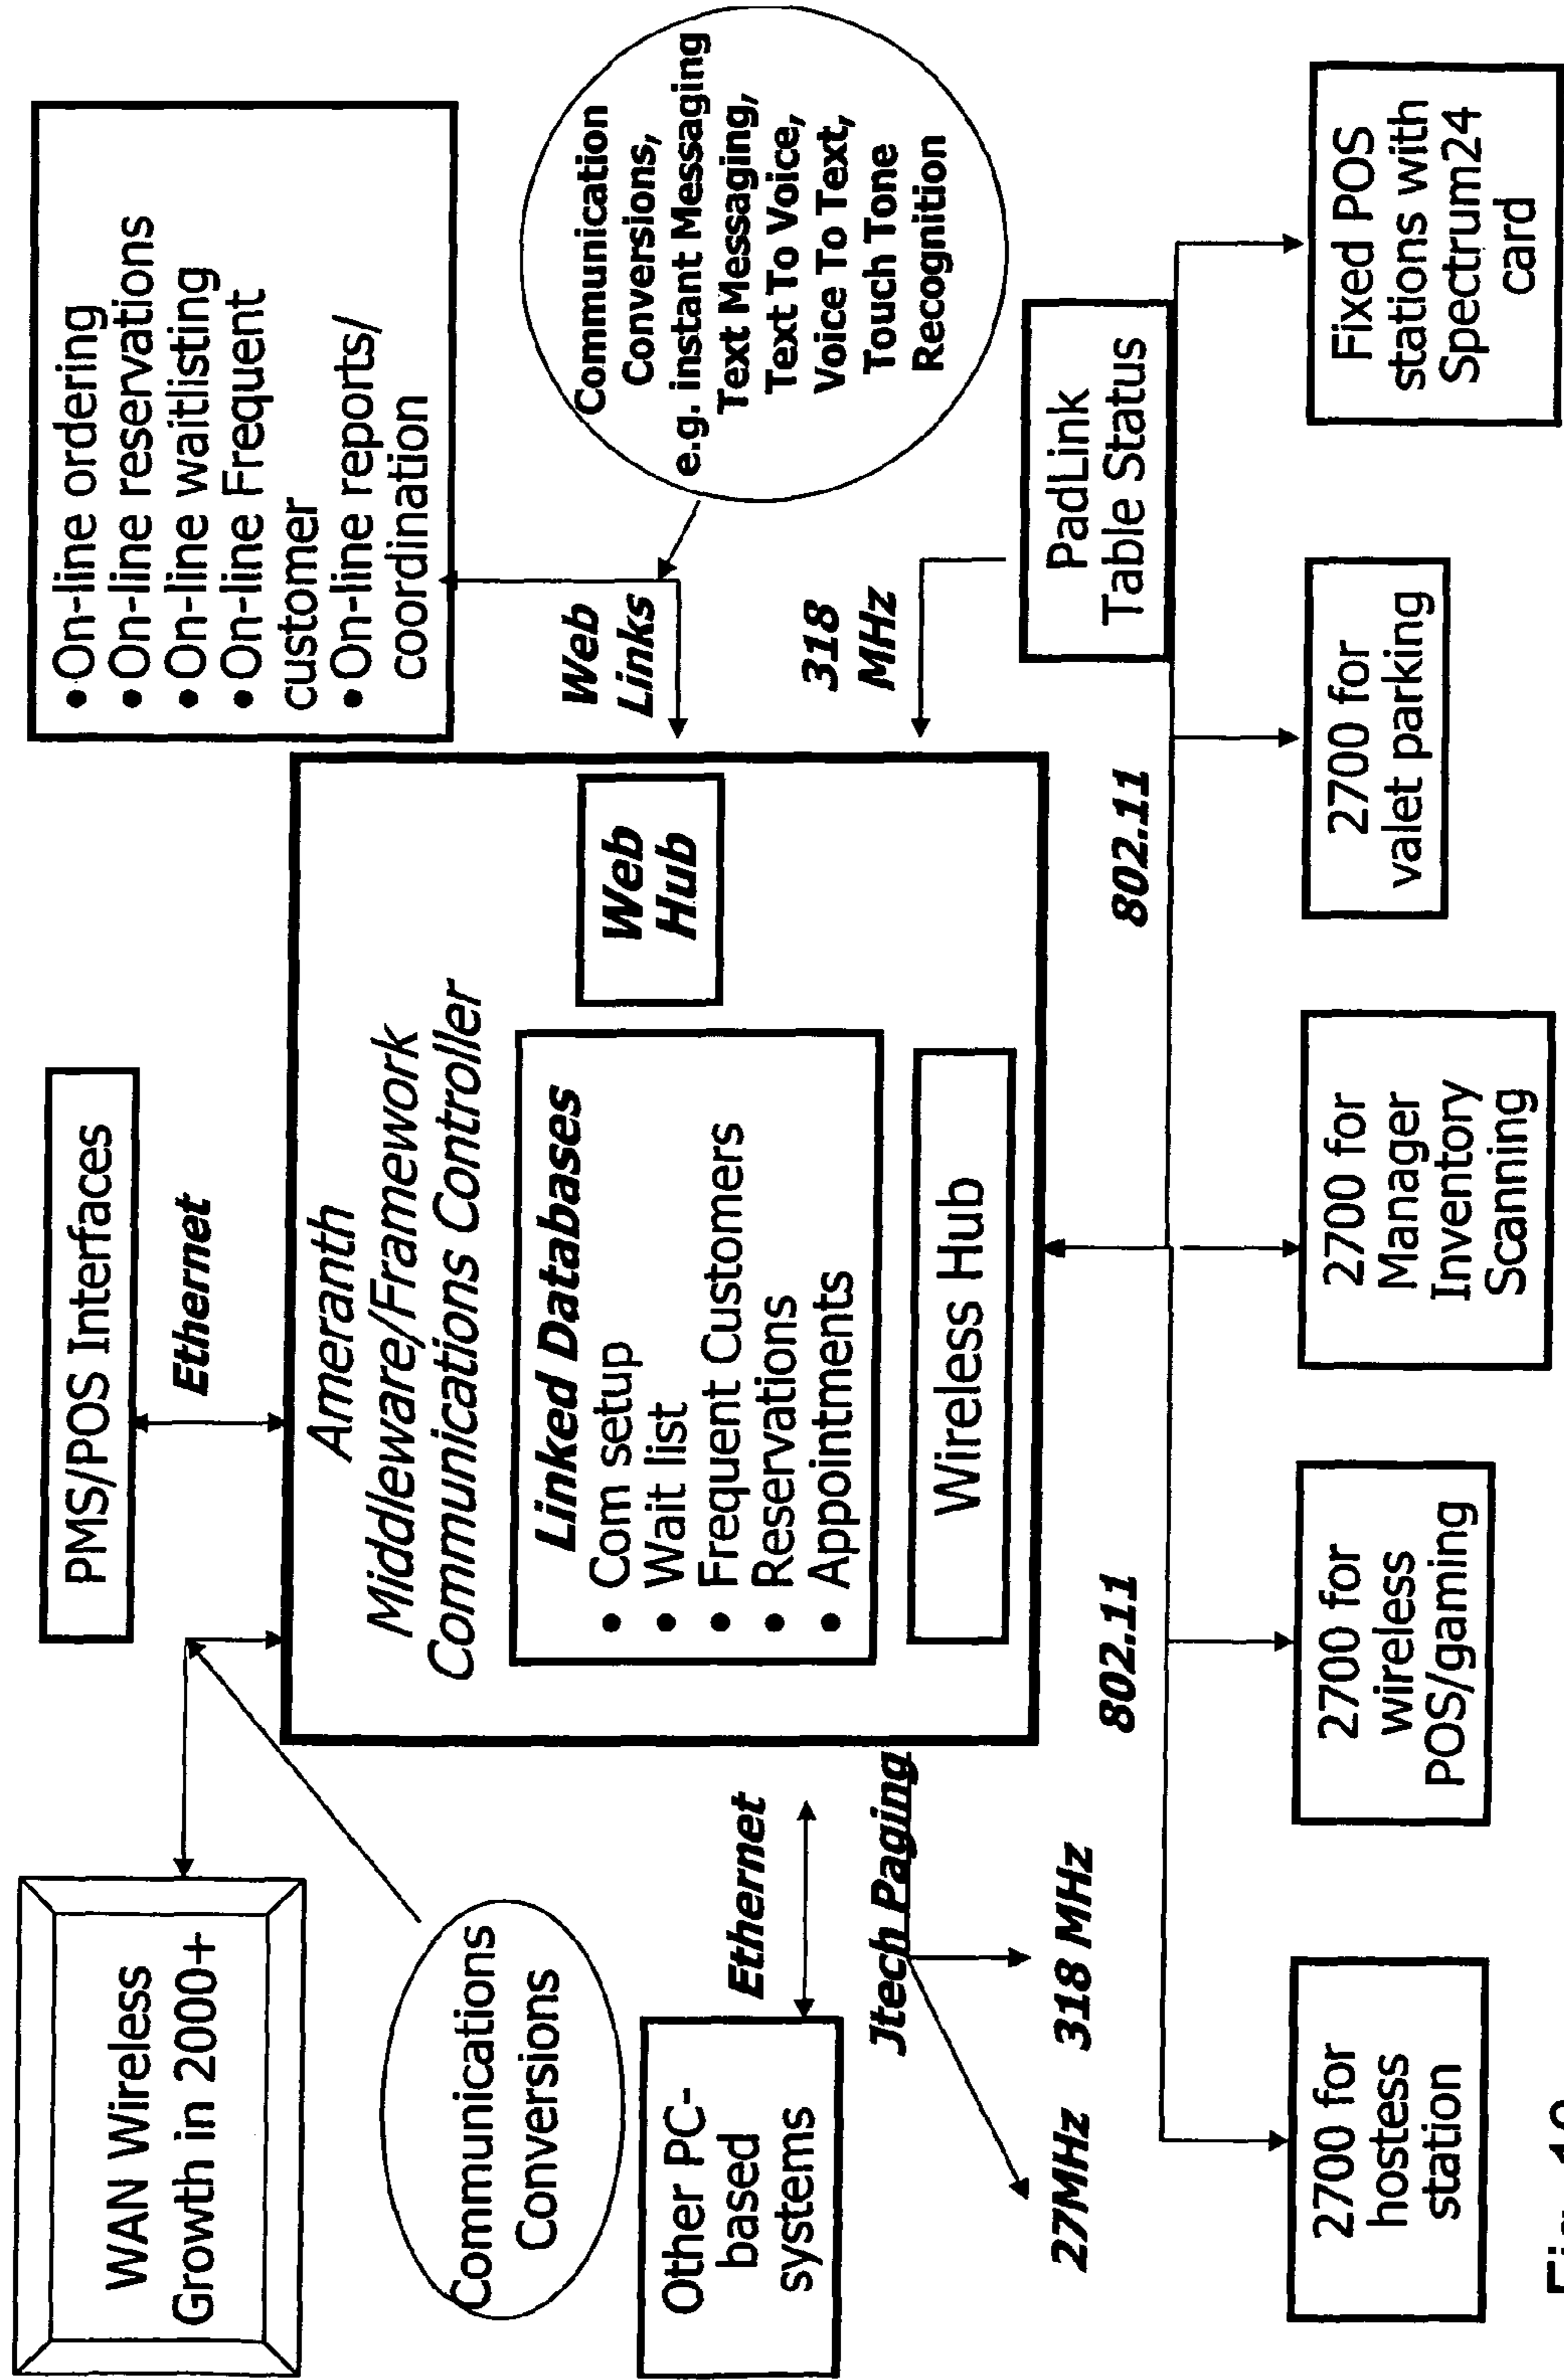 WAN Wireless
Growth in 2000+
PMS/POS Interfaces
•On-line ordering
•On-line reservations
•On-line waitlisting
•On-line Frequent
customer
•On-line reports/
coordination
Ethernet
Communications
Conversions
Ameranth
Middleware/Framework
Communications Controller
Linked Databases
• Com setup
• Wait list
• Frequent Customers
• Reservations
• Appointments
Web
Hub
Wireless Hub
Web
Links
Communication
Conversions,
e.g. instant Messaging
Text Messaging,
Text To Voice,
Voice To Text,
Touch Tone
Recognition
Other PC-
based
systems
Ethernet
Jtech Paging
318
MHz
27MHz 318 MHz
802.11
802.11
PadLink
Table Status
2700 for
hostess
station
2700 for
wireless
POS/gaming
2700 for
Manager
Inventory
Scanning
2700 for
valet parking
Fixed POS
stations with
Spectrum24
card